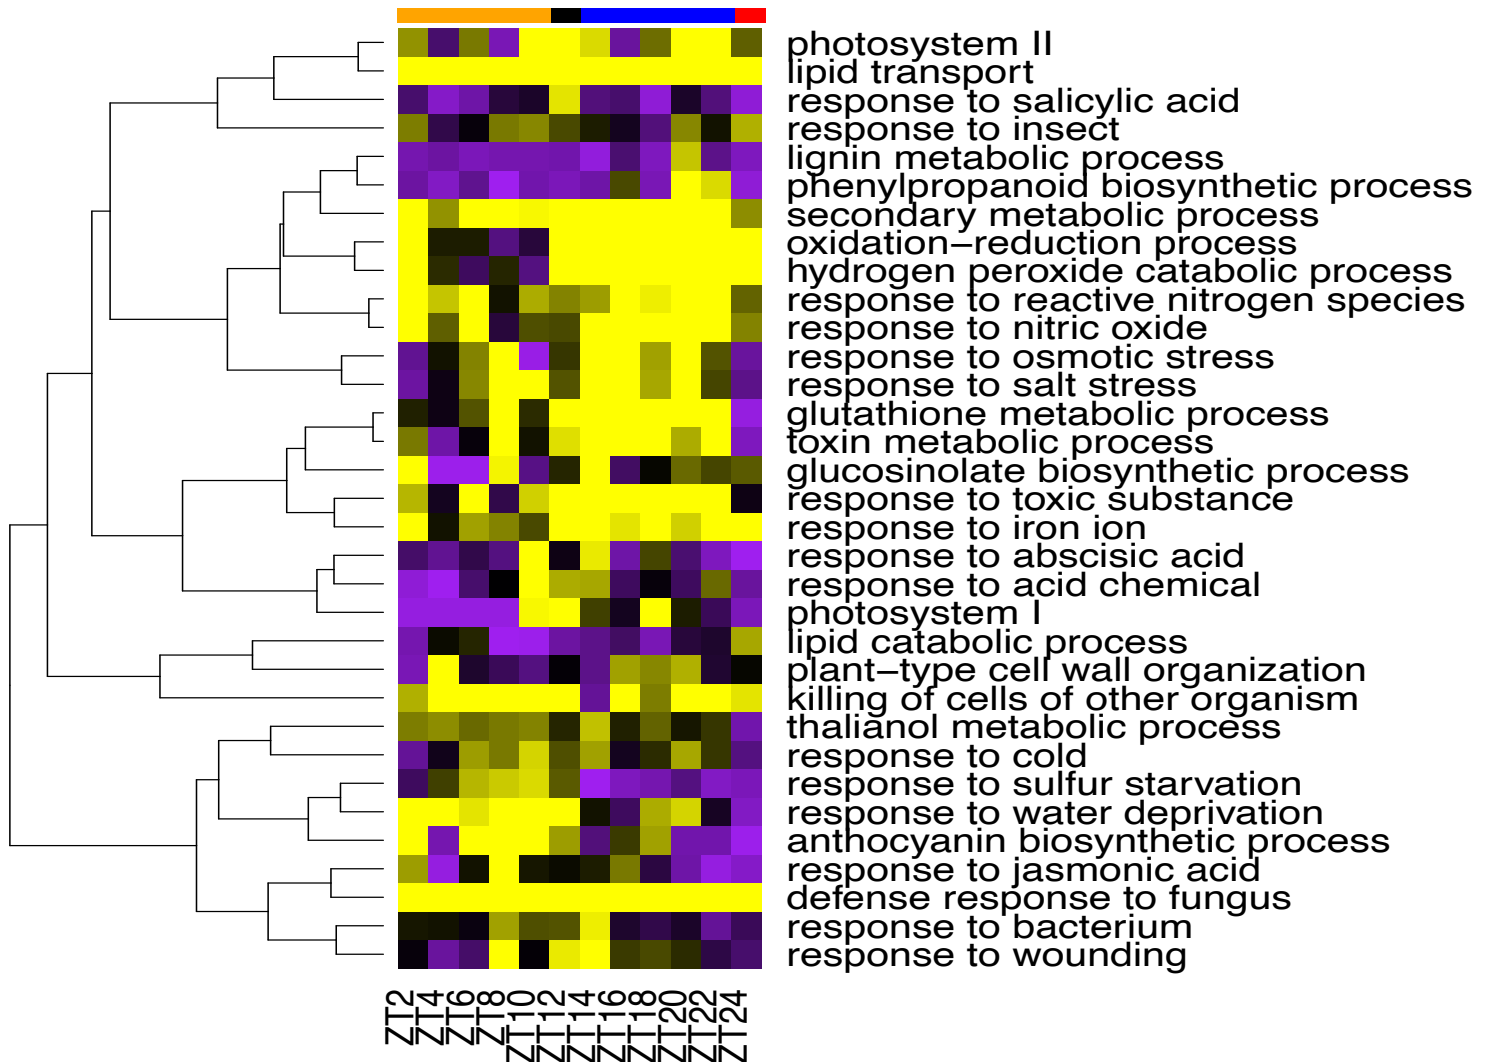 photosystem II
lipid transport
response to salicylic acid
response to insect
lignin metabolic process
phenylpropanoid biosynthetic process
secondary metabolic process
oxidation−reduction process
hydrogen peroxide catabolic process
response to reactive nitrogen species
response to nitric oxide
response to osmotic stress
response to salt stress
glutathione metabolic process
toxin metabolic process
glucosinolate biosynthetic process
response to toxic substance
response to iron ion
response to abscisic acid
response to acid chemical
photosystem I
lipid catabolic process
plant−type cell wall organization
killing of cells of other organism
thalianol metabolic process
response to cold
response to sulfur starvation
response to water deprivation
anthocyanin biosynthetic process
response to jasmonic acid
defense response to fungus
response to bacterium
response to wounding
ZT2
ZT4
ZT6
ZT8
ZT10
ZT12
ZT14
ZT16
ZT18
ZT20
ZT22
ZT24